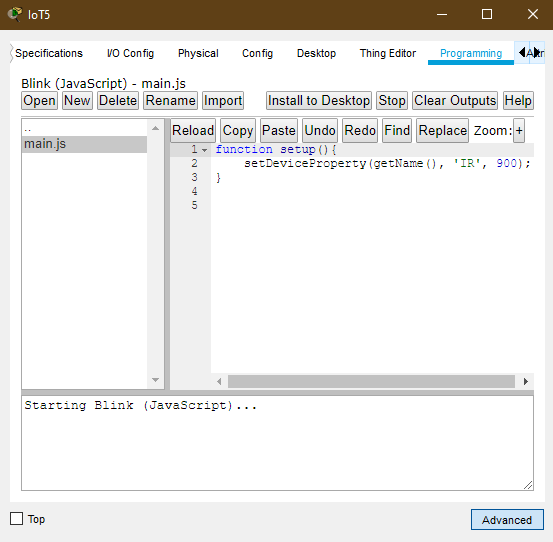 IoT5
Specifications I/O Config Physical Config Desktop Thing Editor Programming
Blink (JavaScript) - main.js
Open New Delete Rename Import Install to Desktop Stop Clear Outputs Help
..
main.js
Reload Copy Paste Undo Redo Find Replace Zoom: +
1 function setup(){
2 setDeviceProperty(getName(), 'IR', 900);
3 }
4
5
Starting Blink (JavaScript)...
Top
Advanced